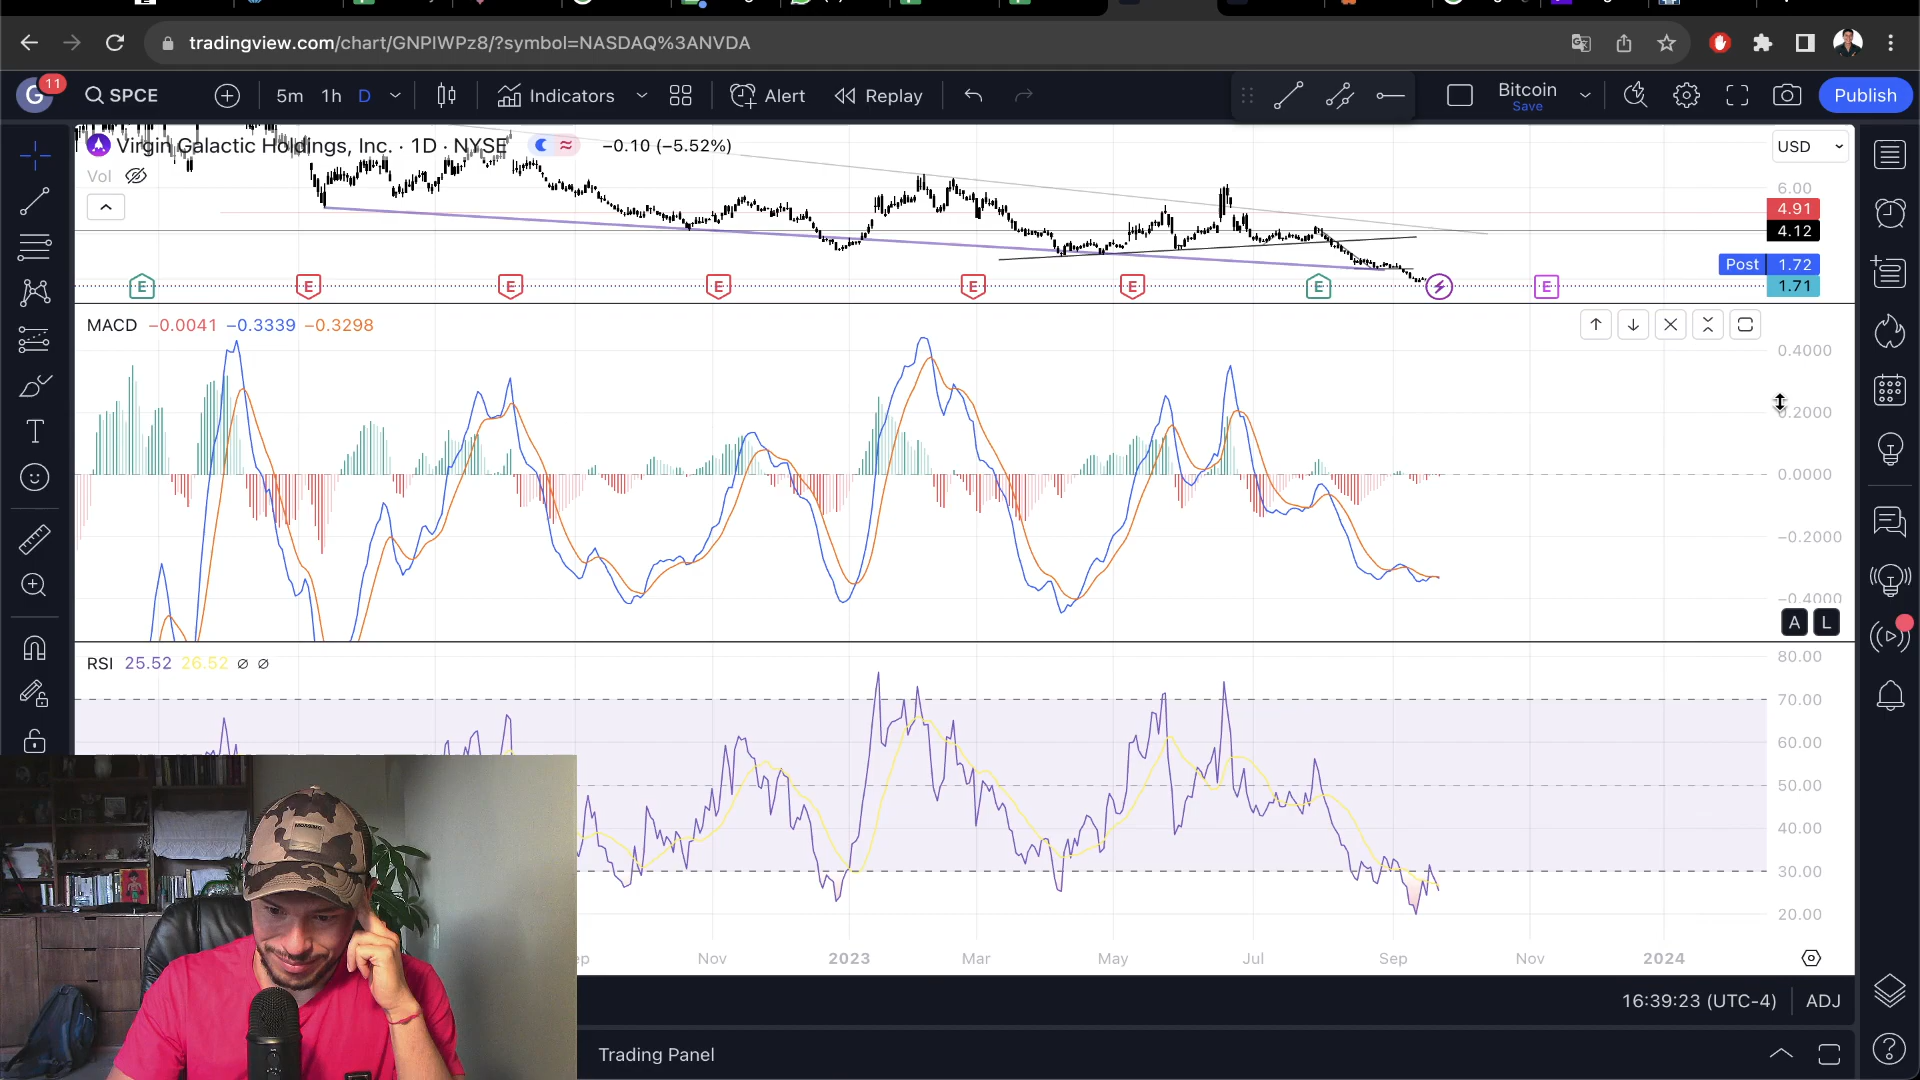 tradingview.com/chart/GNPlWPz8/?symbol=NASDAQ%3ANVDA
G 11 SPCE 5m 1h D Indicators Alert Replay Bitcoin Save Publish
Virgin Galactic Holdings, Inc. · 1D · NYSE −0.10 (−5.52%) USD
Vol
6.00
4.91
4.12
Post 1.72
1.71
E E E E E E E E
MACD −0.0041 −0.3339 −0.3298
0.4000
0.2000
0.0000
−0.2000
−0.4000
A L
RSI 25.52 26.52 ∅ ∅
80.00
70.00
60.00
50.00
40.00
30.00
20.00
Nov 2023 Mar May Jul Sep Nov 2024
16:39:23 (UTC-4) ADJ
Trading Panel